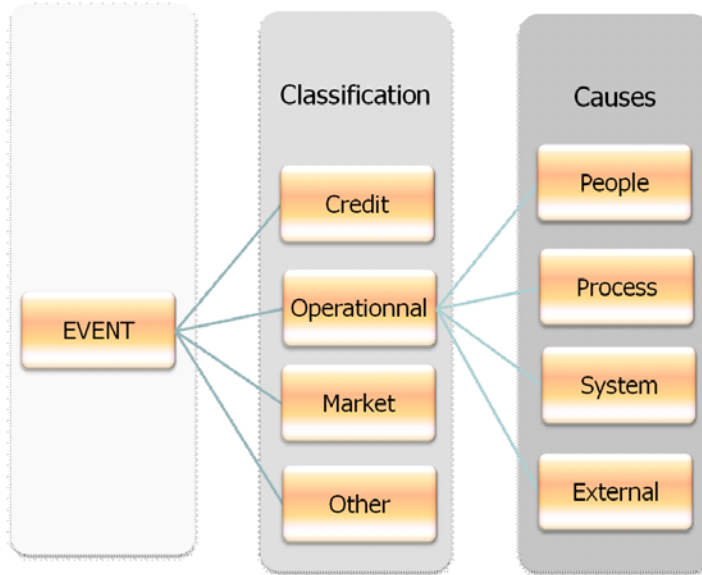 Classification
Causes
EVENT
Credit
Operationnal
Market
Other
People
Process
System
External